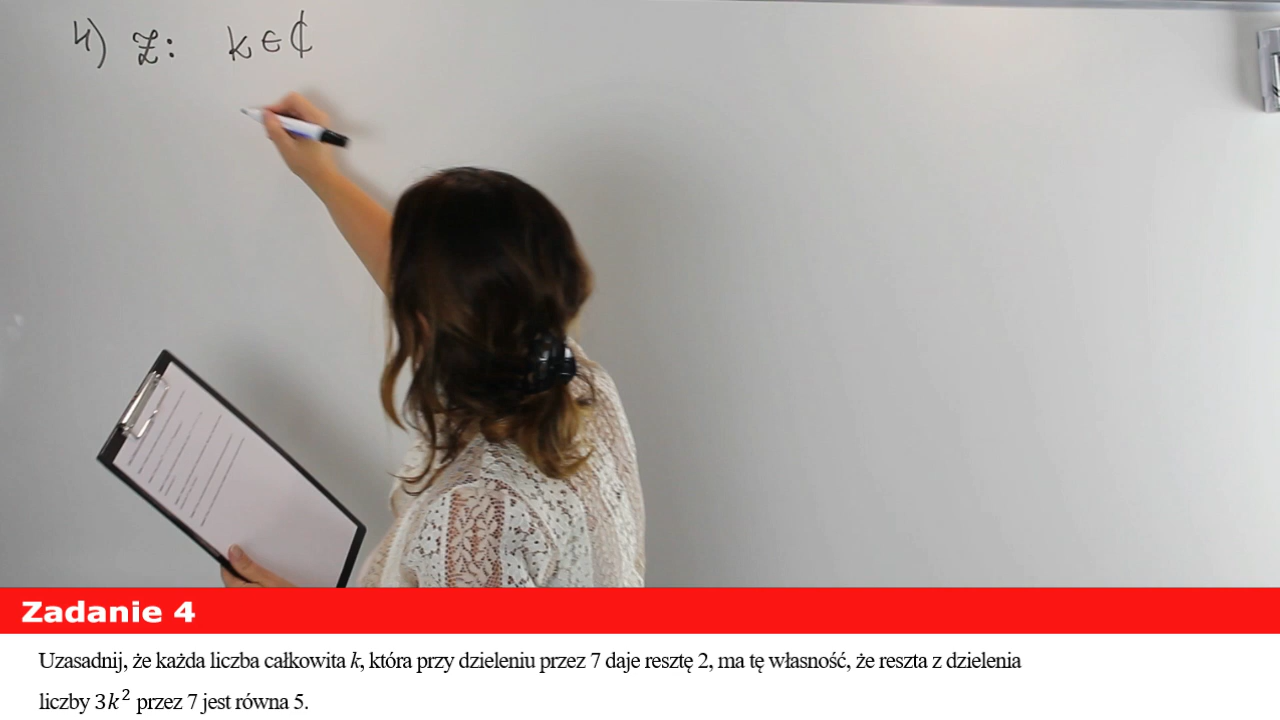 4) Z: k ∈ ₵
Zadanie 4
Uzasadnij, że każda liczba całkowita k, która przy dzieleniu przez 7 daje resztę 2, ma tę własność, że reszta z dzielenia
liczby 3k² przez 7 jest równa 5.